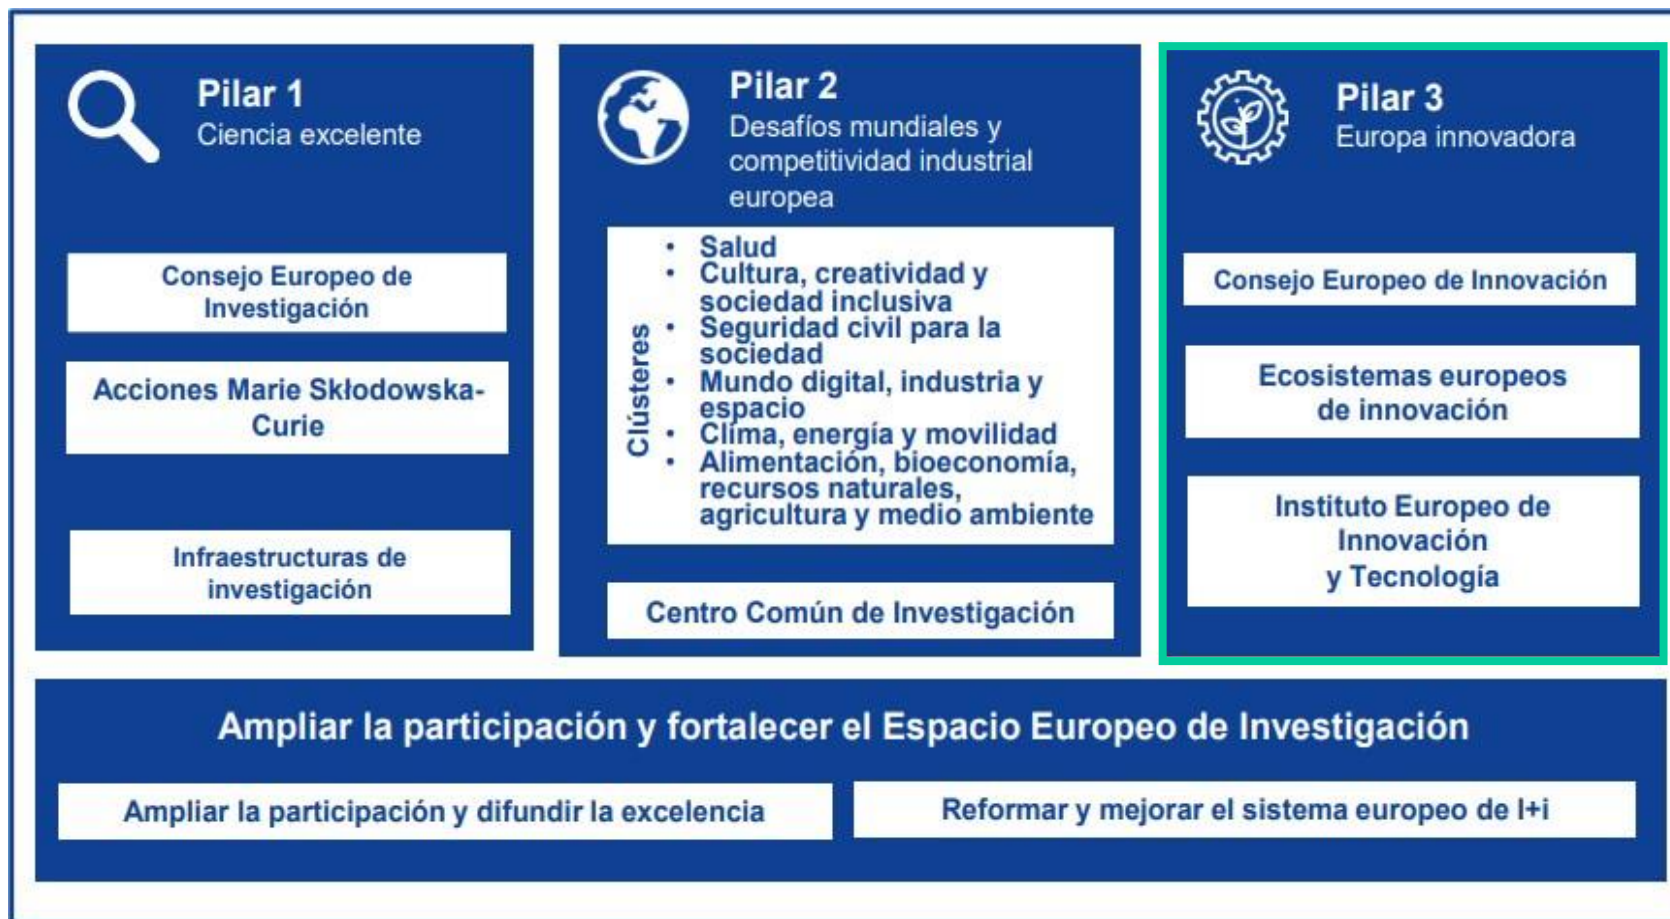 Pilar 1
Ciencia excelente
Consejo Europeo de
Investigación
Acciones Marie Skłodowska-
Curie
Infraestructuras de
investigación
Pilar 2
Desafíos mundiales y
competitividad industrial
europea
Clústeres
• Salud
• Cultura, creatividad y
sociedad inclusiva
• Seguridad civil para la
sociedad
• Mundo digital, industria y
espacio
• Clima, energía y movilidad
• Alimentación, bioeconomía,
recursos naturales,
agricultura y medio ambiente
Centro Común de Investigación
Pilar 3
Europa innovadora
Consejo Europeo de Innovación
Ecosistemas europeos
de innovación
Instituto Europeo de
Innovación
y Tecnología
Ampliar la participación y fortalecer el Espacio Europeo de Investigación
Ampliar la participación y difundir la excelencia
Reformar y mejorar el sistema europeo de I+i